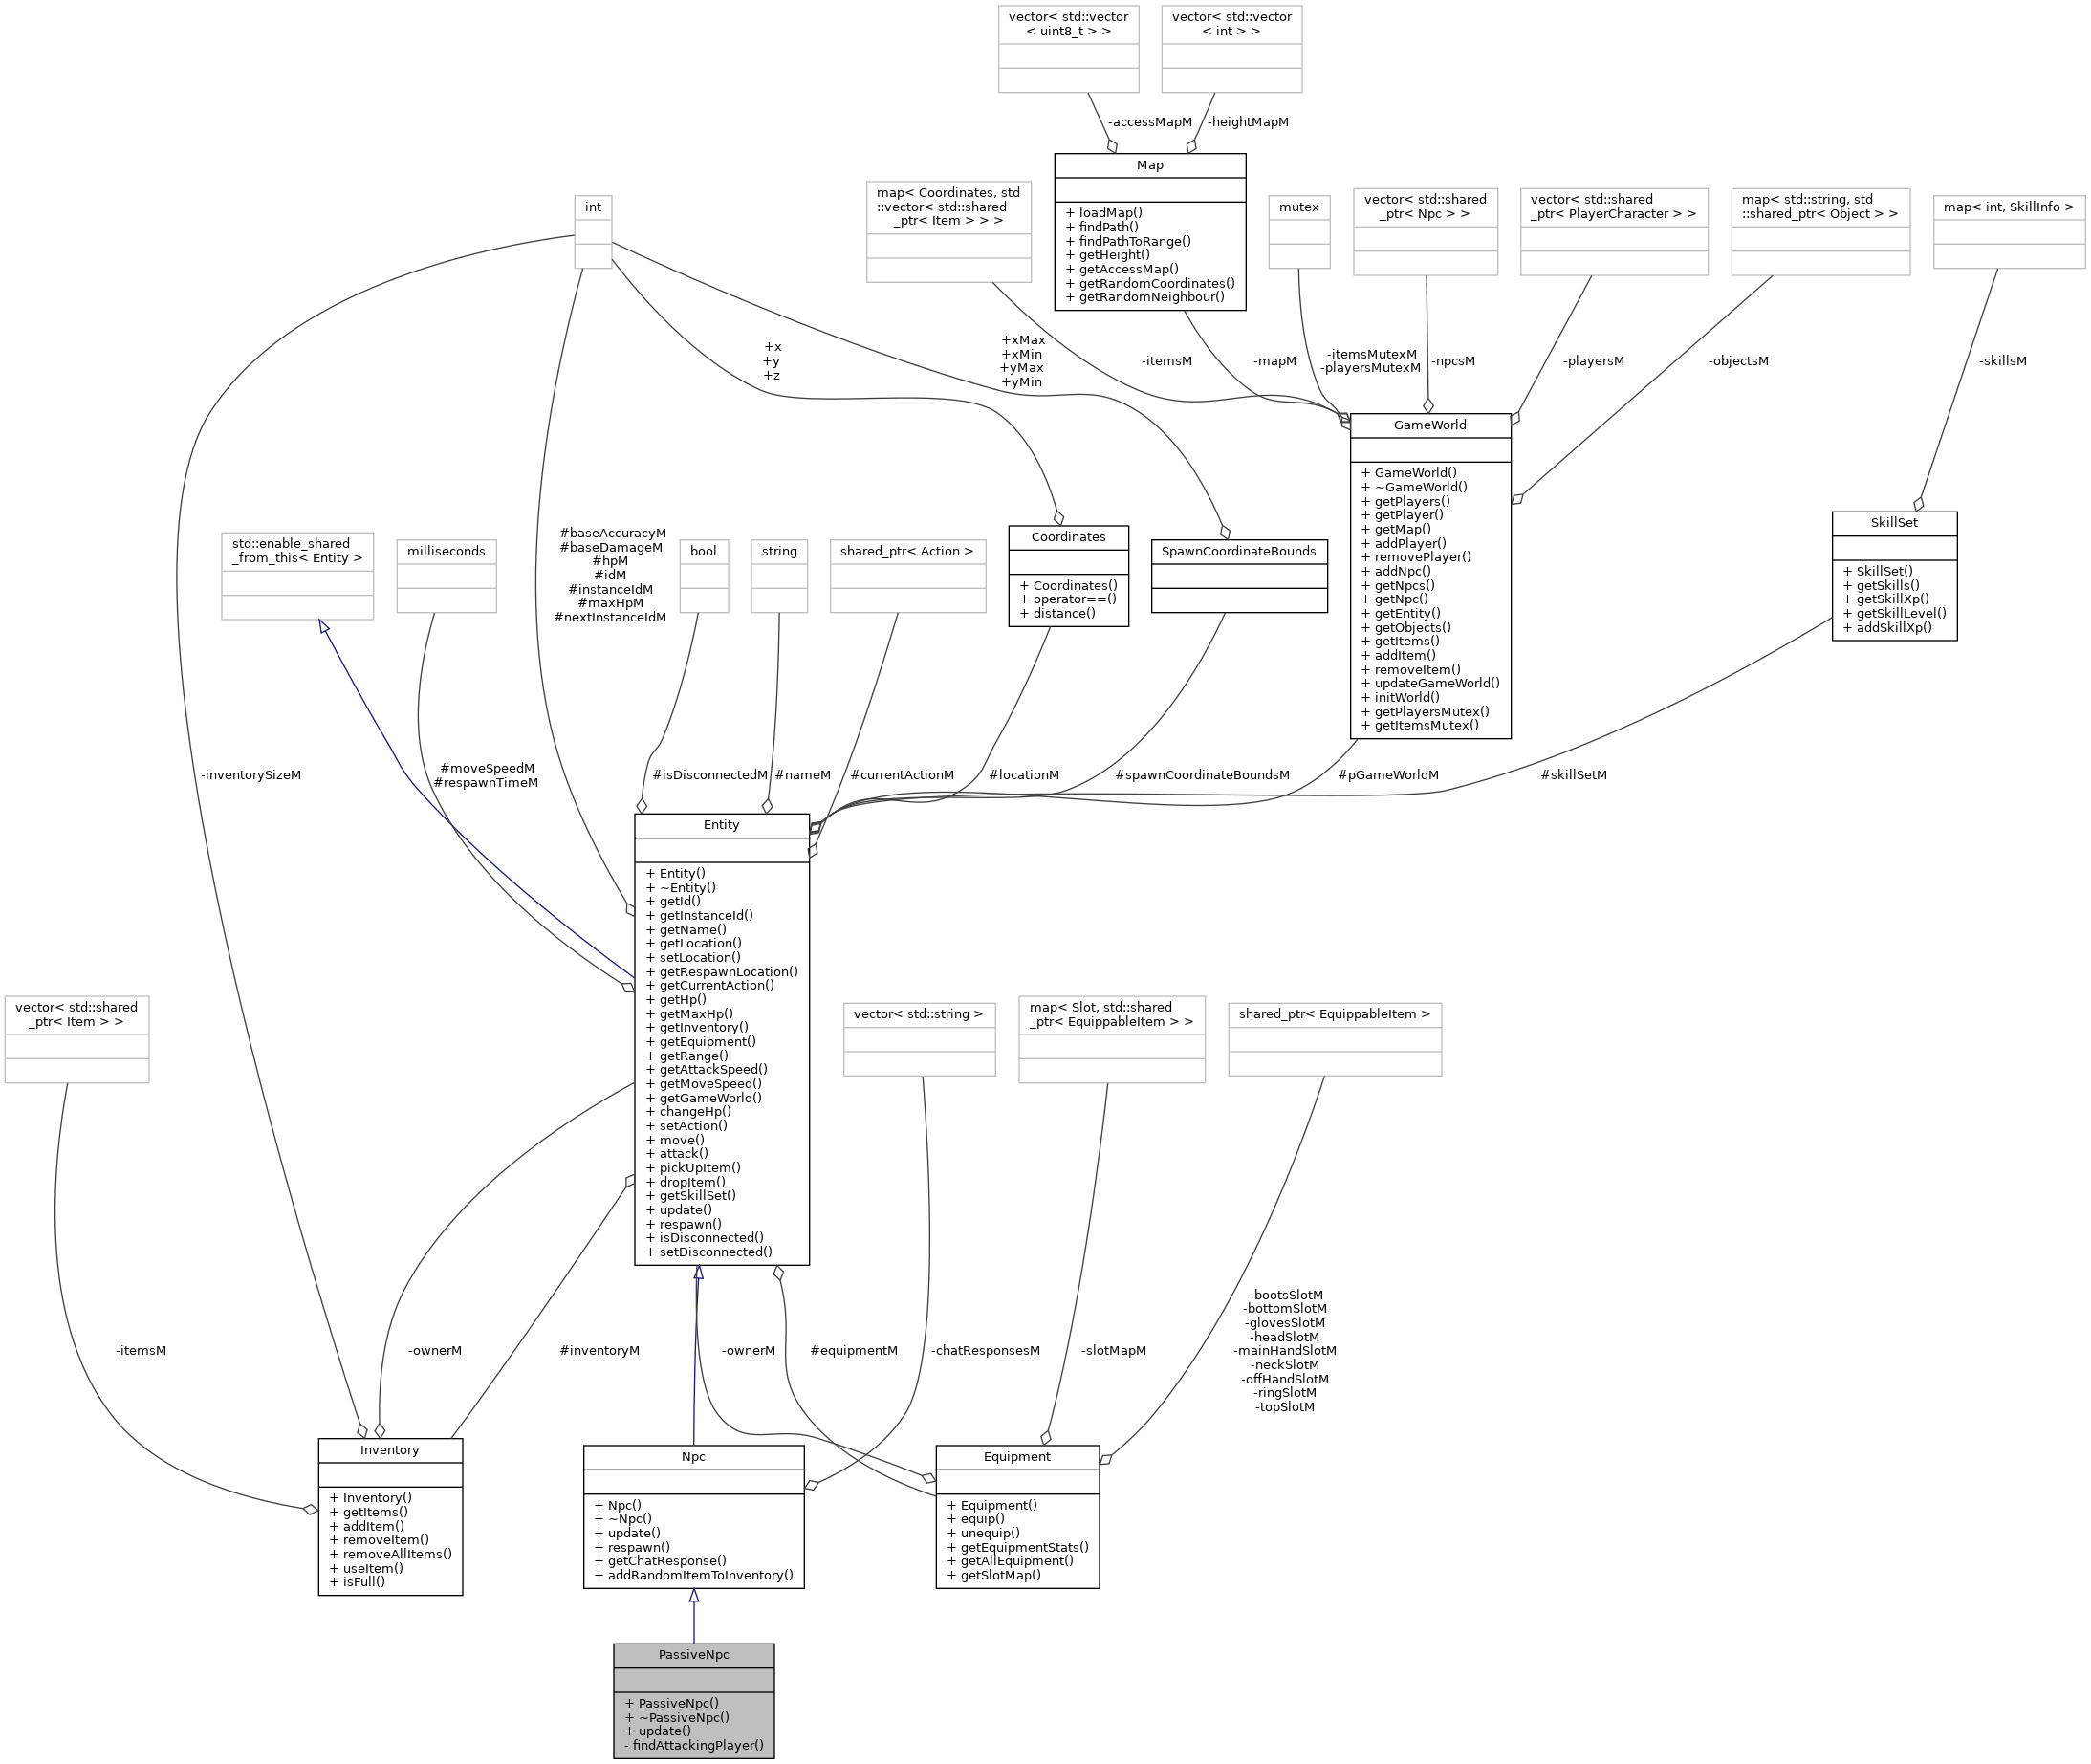 vector< std::vector
< uint8_t > >
vector< std::vector
< int > >
-accessMapM
-heightMapM
Map
+ loadMap()
+ findPath()
+ findPathToRange()
+ getHeight()
+ getAccessMap()
+ getRandomCoordinates()
+ getRandomNeighbour()
int
map< Coordinates, std
::vector< std::shared
_ptr< Item > > >
mutex
vector< std::shared
_ptr< Npc > >
vector< std::shared
_ptr< PlayerCharacter > >
map< std::string, std
::shared_ptr< Object > >
map< int, SkillInfo >
+x
+y
+z
+xMax
+xMin
+yMax
+yMin
-itemsM
-mapM
-itemsMutexM
-playersMutexM
-npcsM
-playersM
-objectsM
-skillsM
GameWorld
+ GameWorld()
+ ~GameWorld()
+ getPlayers()
+ getPlayer()
+ getMap()
+ addPlayer()
+ removePlayer()
+ addNpc()
+ getNpcs()
+ getNpc()
+ getEntity()
+ getObjects()
+ getItems()
+ addItem()
+ removeItem()
+ updateGameWorld()
+ initWorld()
+ getPlayersMutex()
+ getItemsMutex()
SkillSet
+ SkillSet()
+ getSkills()
+ getSkillXp()
+ getSkillLevel()
+ addSkillXp()
std::enable_shared
_from_this< Entity >
milliseconds
#baseAccuracyM
#baseDamageM
#hpM
#idM
#instanceIdM
#maxHpM
#nextInstanceIdM
bool
string
shared_ptr< Action >
Coordinates
+ Coordinates()
+ operator==()
+ distance()
SpawnCoordinateBounds
-inventorySizeM
#moveSpeedM
#respawnTimeM
#isDisconnectedM
#nameM
#currentActionM
#locationM
#spawnCoordinateBoundsM
#pGameWorldM
#skillSetM
Entity
+ Entity()
+ ~Entity()
+ getId()
+ getInstanceId()
+ getName()
+ getLocation()
+ setLocation()
+ getRespawnLocation()
+ getCurrentAction()
+ getHp()
+ getMaxHp()
+ getInventory()
+ getEquipment()
+ getRange()
+ getAttackSpeed()
+ getMoveSpeed()
+ getGameWorld()
+ changeHp()
+ setAction()
+ move()
+ attack()
+ pickUpItem()
+ dropItem()
+ getSkillSet()
+ update()
+ respawn()
+ isDisconnected()
+ setDisconnected()
vector< std::shared
_ptr< Item > >
vector< std::string >
map< Slot, std::shared
_ptr< EquippableItem > >
shared_ptr< EquippableItem >
-itemsM
-ownerM
#inventoryM
-ownerM
#equipmentM
-chatResponsesM
-slotMapM
-bootsSlotM
-bottomSlotM
-glovesSlotM
-headSlotM
-mainHandSlotM
-neckSlotM
-offHandSlotM
-ringSlotM
-topSlotM
Inventory
+ Inventory()
+ getItems()
+ addItem()
+ removeItem()
+ removeAllItems()
+ useItem()
+ isFull()
Npc
+ Npc()
+ ~Npc()
+ update()
+ respawn()
+ getChatResponse()
+ addRandomItemToInventory()
Equipment
+ Equipment()
+ equip()
+ unequip()
+ getEquipmentStats()
+ getAllEquipment()
+ getSlotMap()
PassiveNpc
+ PassiveNpc()
+ ~PassiveNpc()
+ update()
- findAttackingPlayer()